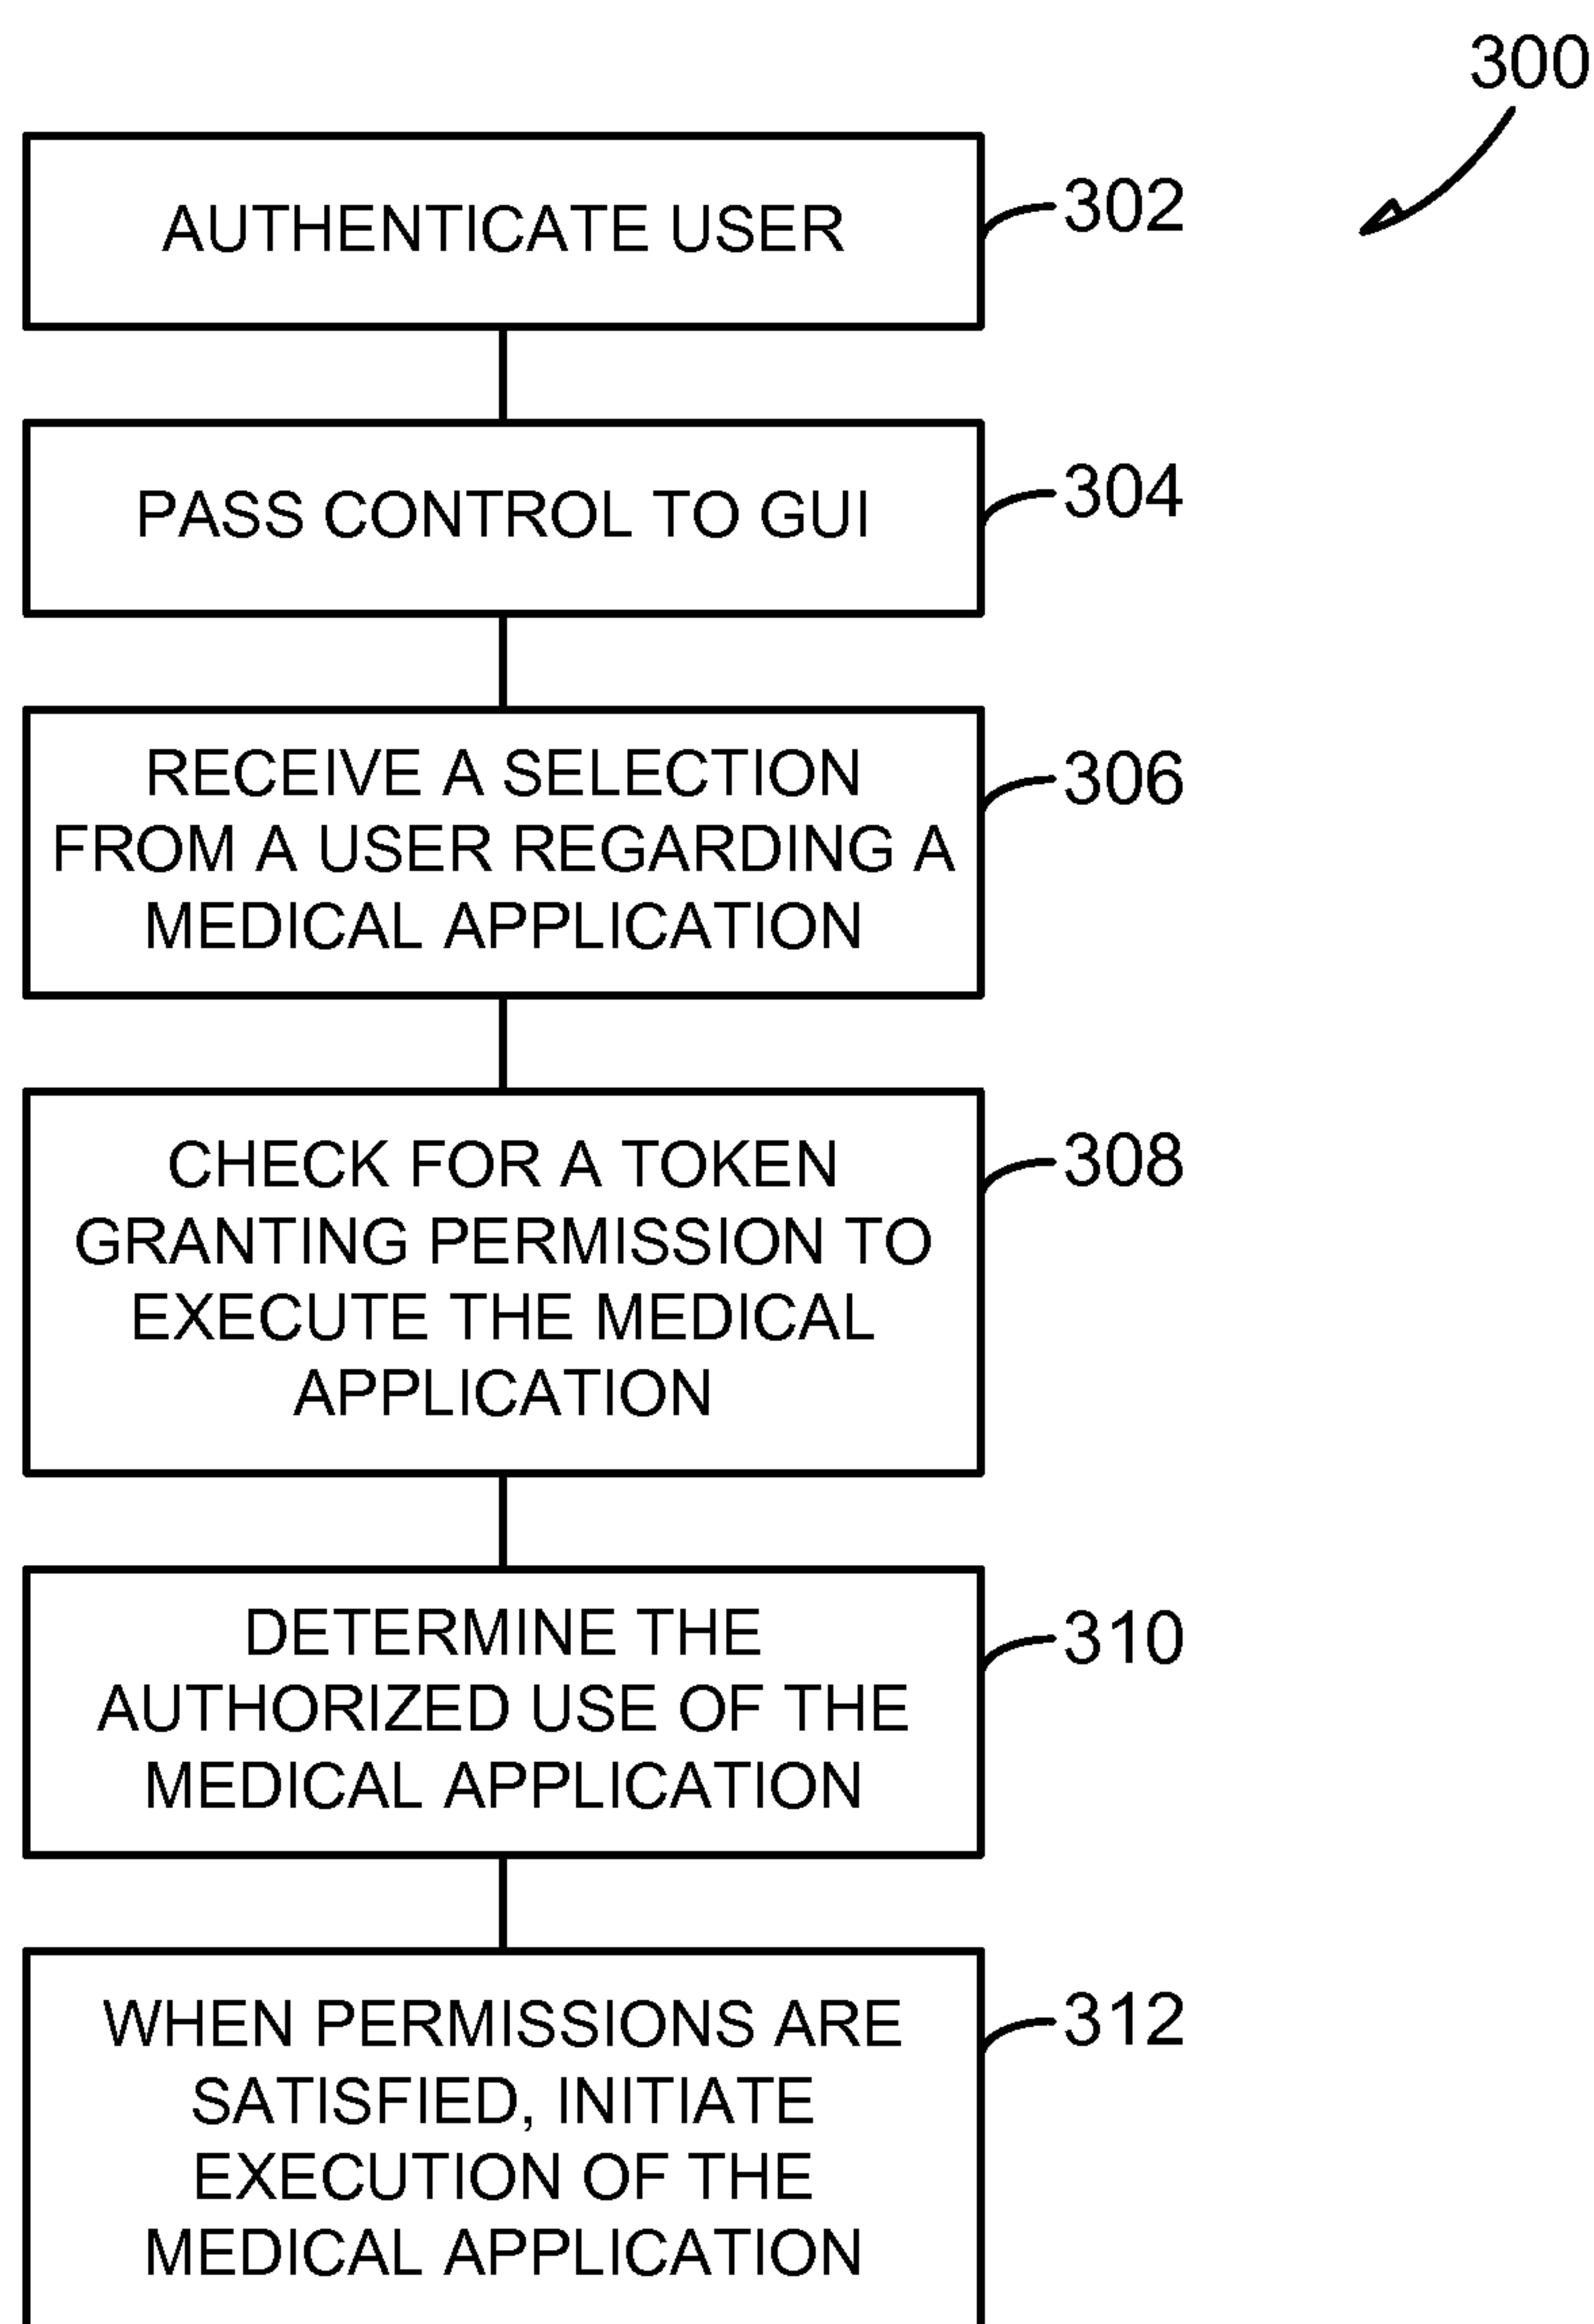 300
AUTHENTICATE USER
302
PASS CONTROL TO GUI
304
RECEIVE A SELECTION
FROM A USER REGARDING A
MEDICAL APPLICATION
306
CHECK FOR A TOKEN
GRANTING PERMISSION TO
EXECUTE THE MEDICAL
APPLICATION
308
DETERMINE THE
AUTHORIZED USE OF THE
MEDICAL APPLICATION
310
WHEN PERMISSIONS ARE
SATISFIED, INITIATE
EXECUTION OF THE
MEDICAL APPLICATION
312